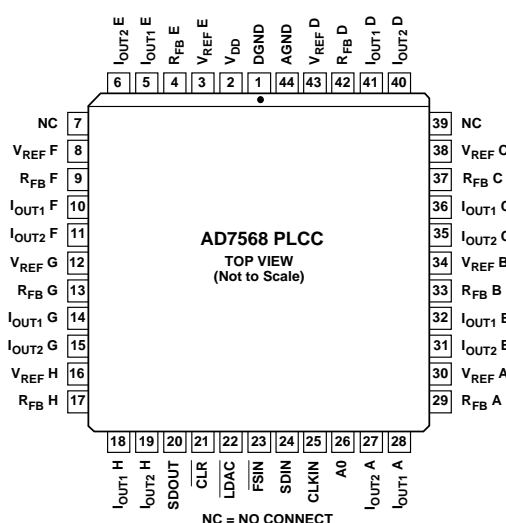 IOUT2 E
IOUT1 E
RFB E
VREF E
VDD
DGND
AGND
VREF D
RFB D
IOUT1 D
IOUT2 D
6 5 4 3 2 1 44 43 42 41 40
NC 7
VREF F 8
RFB F 9
IOUT1 F 10
IOUT2 F 11
VREF G 12
RFB G 13
IOUT1 G 14
IOUT2 G 15
VREF H 16
RFB H 17
AD7568 PLCC
TOP VIEW
(Not to Scale)
39 NC
38 VREF C
37 RFB C
36 IOUT1 C
35 IOUT2 C
34 VREF B
33 RFB B
32 IOUT1 B
31 IOUT2 B
30 VREF A
29 RFB A
18 19 20 21 22 23 24 25 26 27 28
IOUT1 H
IOUT2 H
SDOUT
CLR
LDAC
FSIN
SDIN
CLKIN
A0
IOUT2 A
IOUT1 A
NC = NO CONNECT